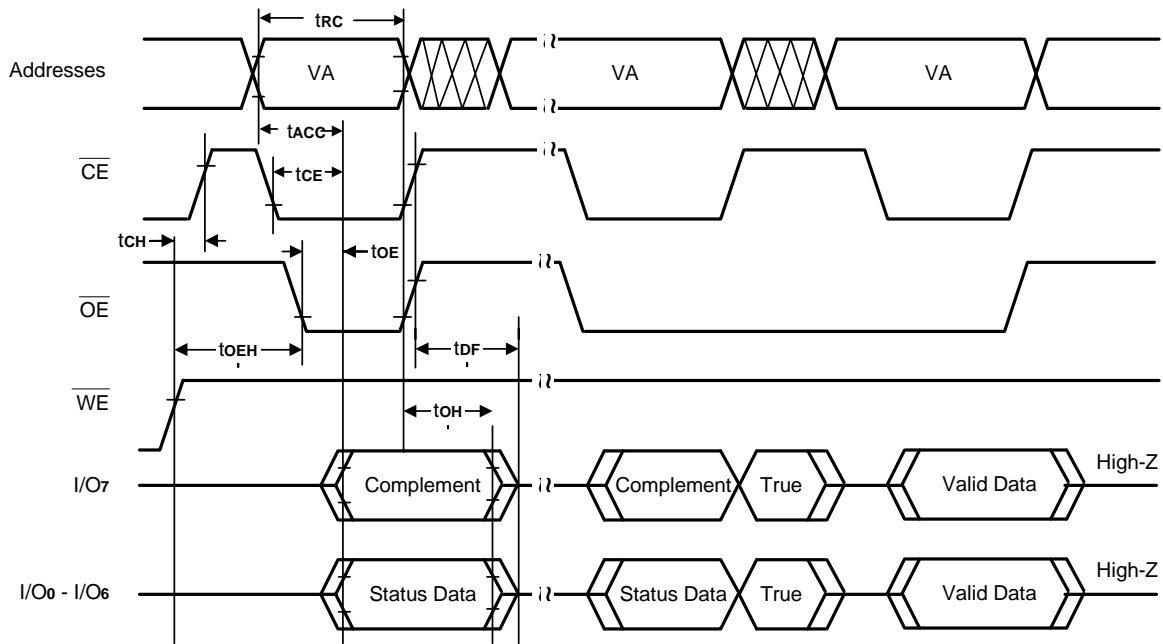 tRC
Addresses VA VA VA
tACC
CE
tCE
tCH
tOE
OE
tOEH
tDF
WE
tOH
I/O7 Complement Complement True Valid Data High-Z
I/O0 - I/O6 Status Data Status Data True Valid Data High-Z